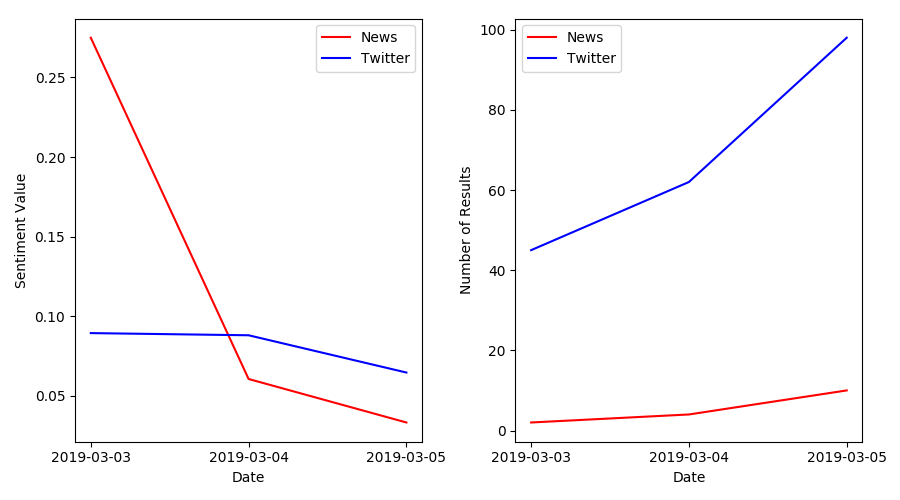 Sentiment Value
0.25
0.20
0.15
0.10
0.05
2019-03-03
2019-03-04
2019-03-05
Date
News
Twitter
Number of Results
100
80
60
40
20
0
2019-03-03
2019-03-04
2019-03-05
Date
News
Twitter